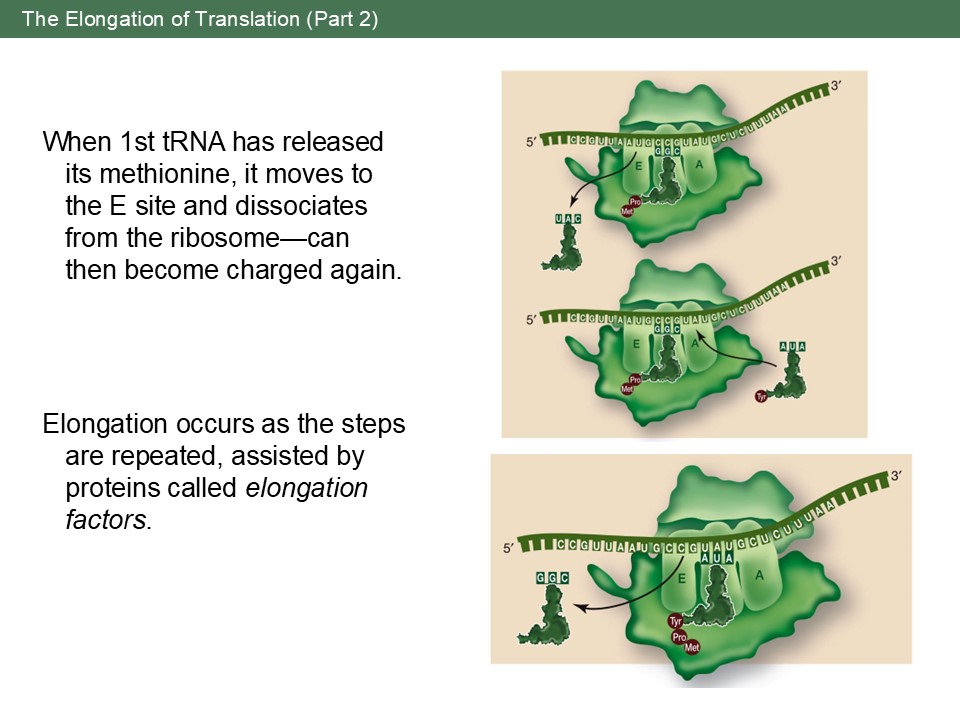 The Elongation of Translation (Part 2)
When 1st tRNA has released
its methionine, it moves to
the E site and dissociates
from the ribosome—can
then become charged again.
Elongation occurs as the steps
are repeated, assisted by
proteins called elongation
factors.
5′ CCGUUAAUGCCGUAUGCUCUUUAA 3′
GGC
E A
Pro
Met
UAC
5′ CCGUUAAUGCCGUAUGCUCUUUAA 3′
GGC
E A
AUA
Pro
Met
Tyr
5′ CCGUUAAUGCCGUAUGCUCUUUAA 3′
AUA
GGC
E A
Tyr
Pro
Met